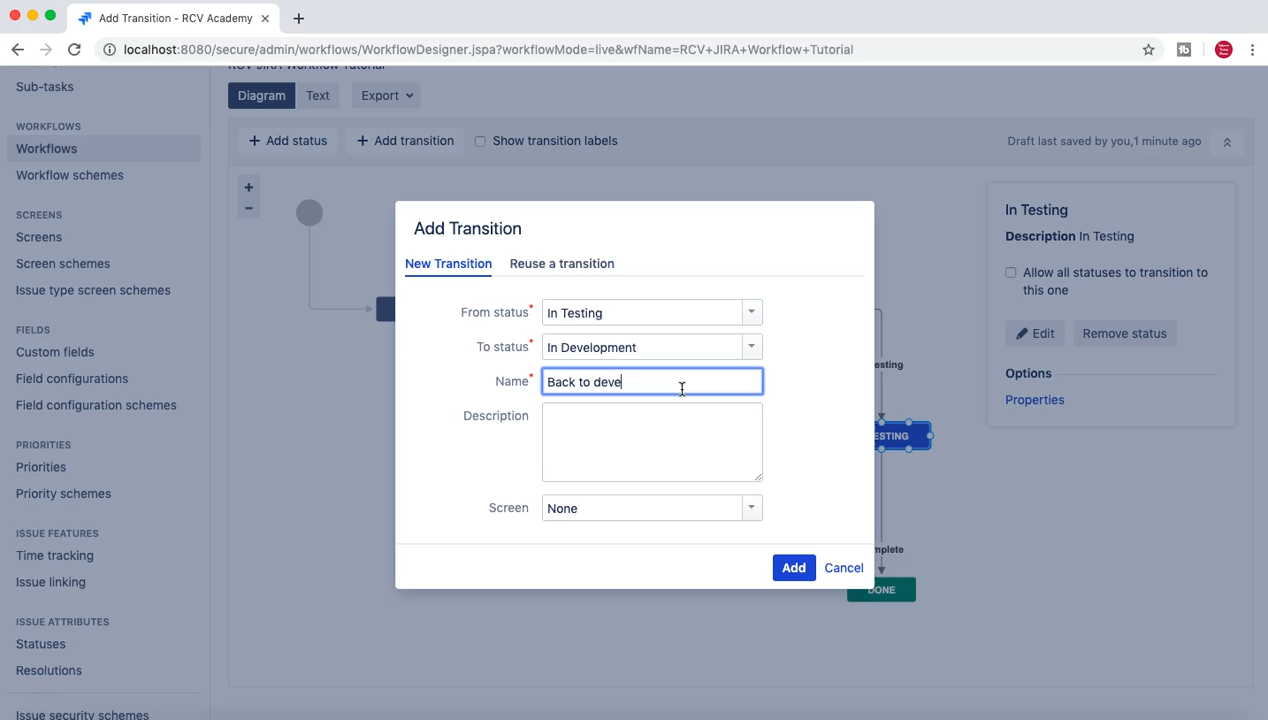 Add Transition - RCV Academy
localhost:8080/secure/admin/workflows/WorkflowDesigner.jspa?workflowMode=live&wfName=RCV+JIRA+Workflow+Tutorial
Sub-tasks
WORKFLOWS
Workflows
Workflow schemes
SCREENS
Screens
Screen schemes
Issue type screen schemes
FIELDS
Custom fields
Field configurations
Field configuration schemes
PRIORITIES
Priorities
Priority schemes
ISSUE FEATURES
Time tracking
Issue linking
ISSUE ATTRIBUTES
Statuses
Resolutions
Issue security schemes
RCV JIRA Workflow Tutorial
Diagram Text Export
+ Add status + Add transition Show transition labels Draft last saved by you,1 minute ago
+
−
Add Transition
New Transition Reuse a transition
From status* In Testing
To status* In Development
Name* Back to deve
Description
Screen None
Add Cancel
esting
ESTING
mplete
DONE
In Testing
Description In Testing
Allow all statuses to transition to
this one
Edit Remove status
Options
Properties